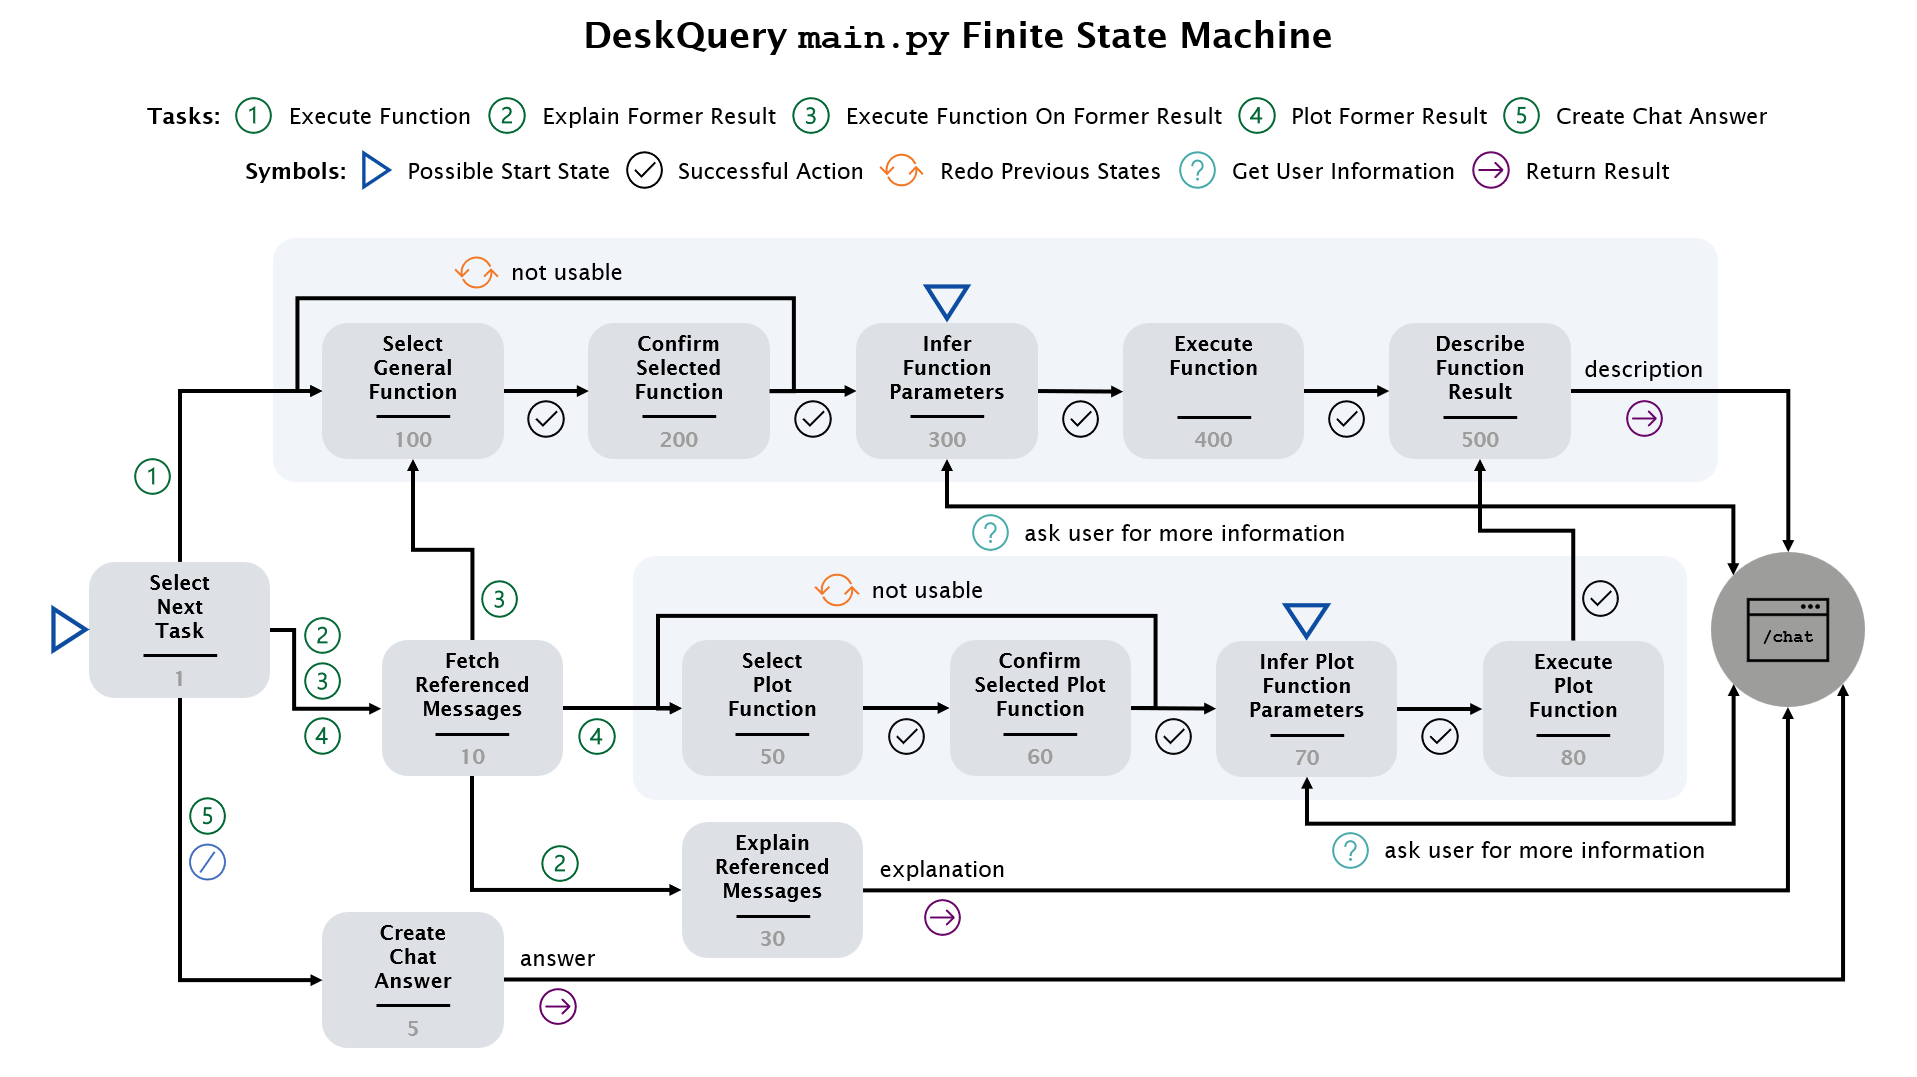 DeskQuery main.py Finite State Machine
Tasks: 1 Execute Function 2 Explain Former Result 3 Execute Function On Former Result 4 Plot Former Result 5 Create Chat Answer
Symbols: Possible Start State Successful Action Redo Previous States ? Get User Information Return Result
not usable
Select
General
Function
100
Confirm
Selected
Function
200
Infer
Function
Parameters
300
Execute
Function
400
Describe
Function
Result
500
description
1
? ask user for more information
Select
Next
Task
1
2
3
4
3
Fetch
Referenced
Messages
10
4
not usable
Select
Plot
Function
50
Confirm
Selected Plot
Function
60
Infer Plot
Function
Parameters
70
Execute
Plot
Function
80
/chat
? ask user for more information
5
/
2
Explain
Referenced
Messages
30
explanation
Create
Chat
Answer
5
answer